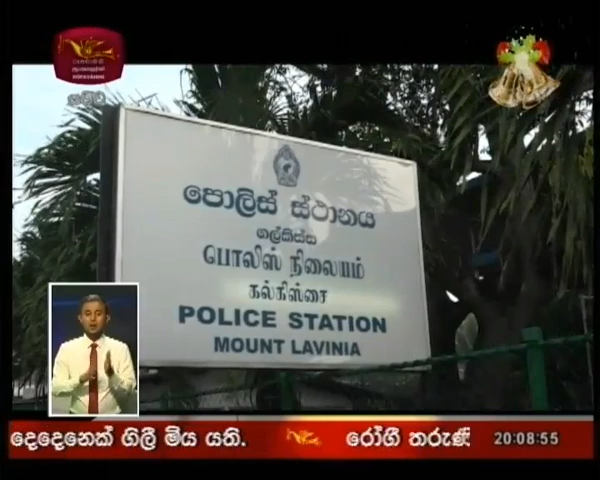 පොලිස් ස්ථානය
ගල්කිස්ස
பொலிஸ் நிலையம்
கல்கிஸ்சை
POLICE STATION
MOUNT LAVINIA
දෙදෙනෙක් ගිලී මිය යති.
රෝගී තරුණි
20:08:55